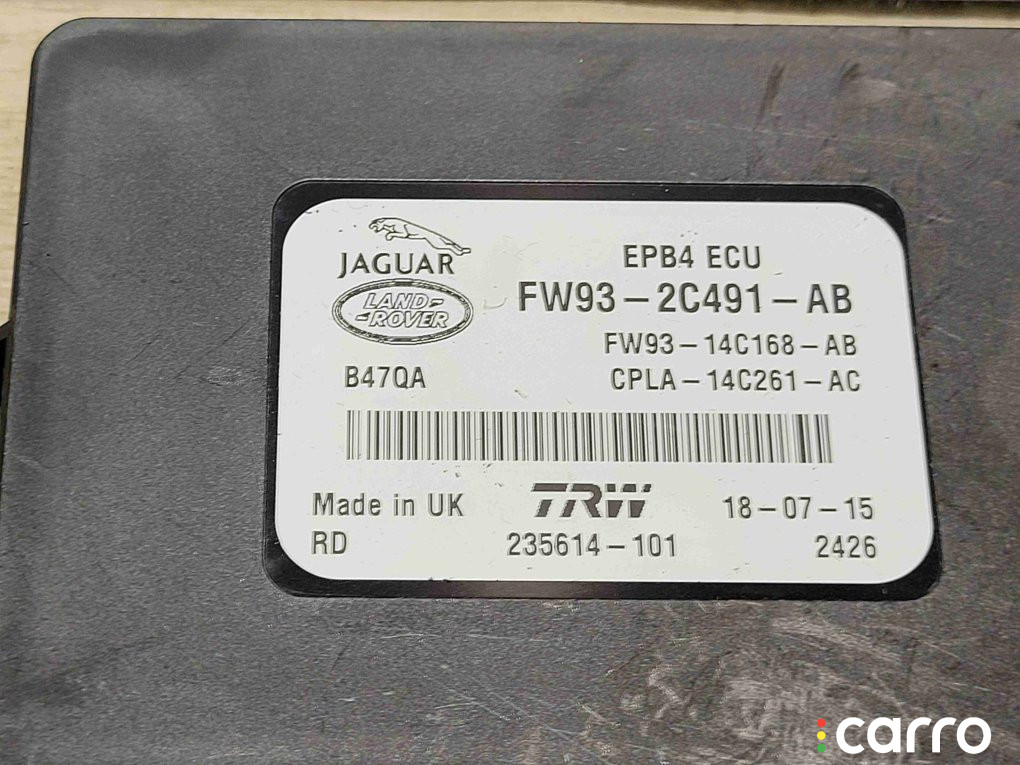 JAGUAR
LAND-
-ROVER
EPB4 ECU
FW93-2C491-AB
FW93-14C168-AB
B47QA
CPLA-14C261-AC
Made in UK
TRW
18-07-15
RD
235614-101
2426
carro